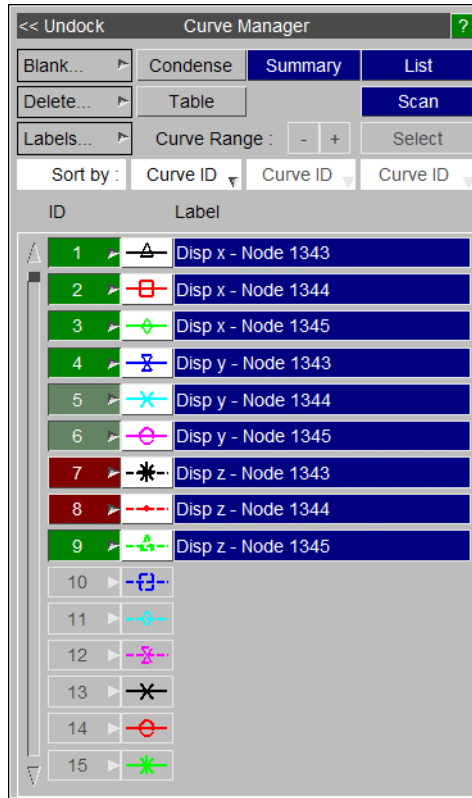 << Undock Curve Manager ?
Blank... Condense Summary List
Delete... Table Scan
Labels... Curve Range : - + Select
Sort by : Curve ID Curve ID Curve ID
ID Label
1 Disp x - Node 1343
2 Disp x - Node 1344
3 Disp x - Node 1345
4 Disp y - Node 1343
5 Disp y - Node 1344
6 Disp y - Node 1345
7 Disp z - Node 1343
8 Disp z - Node 1344
9 Disp z - Node 1345
10
11
12
13
14
15